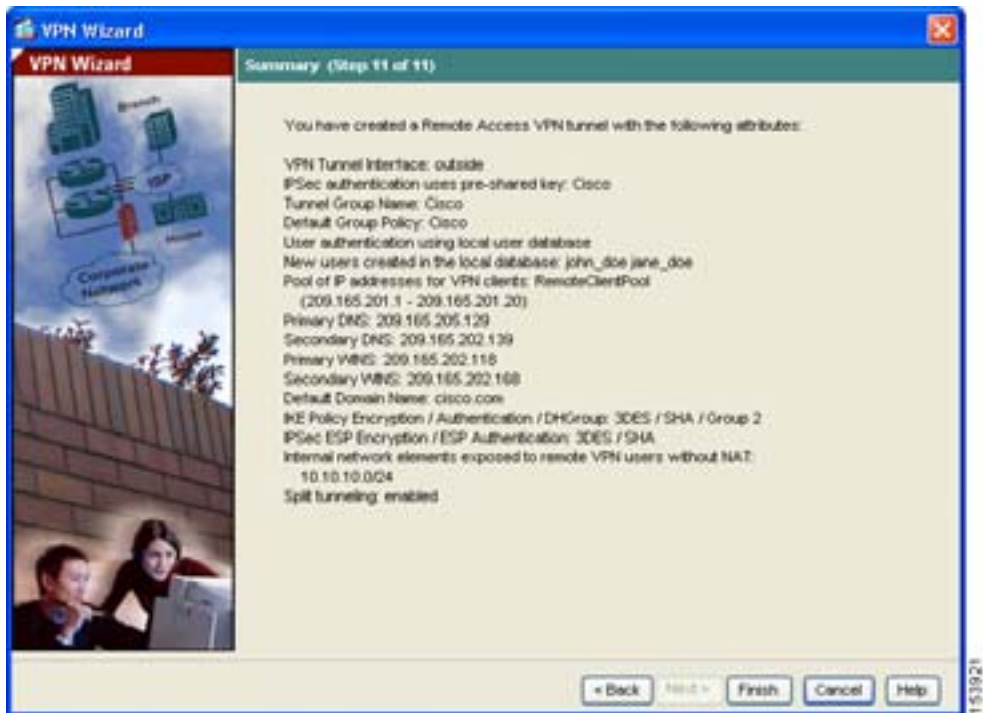 VPN Wizard
VPN Wizard
Summary (Step 11 of 11)
Branch
ISP
Home
Corporate
Network
You have created a Remote Access VPN tunnel with the following attributes:
VPN Tunnel Interface: outside
IPSec authentication uses pre-shared key: Cisco
Tunnel Group Name: Cisco
Default Group Policy: Cisco
User authentication using local user database
New users created in the local database: john_doe jane_doe
Pool of IP addresses for VPN clients: RemoteClientPool
(209.165.201.1 - 209.165.201.20)
Primary DNS: 209.165.205.129
Secondary DNS: 209.165.202.139
Primary WINS: 209.165.202.118
Secondary WINS: 209.165.202.168
Default Domain Name: cisco.com
IKE Policy Encryption / Authentication / DHGroup: 3DES / SHA / Group 2
IPSec ESP Encryption / ESP Authentication: 3DES / SHA
Internal network elements exposed to remote VPN users without NAT:
10.10.10.0/24
Split tunneling: enabled
< Back Next > Finish Cancel Help
153921